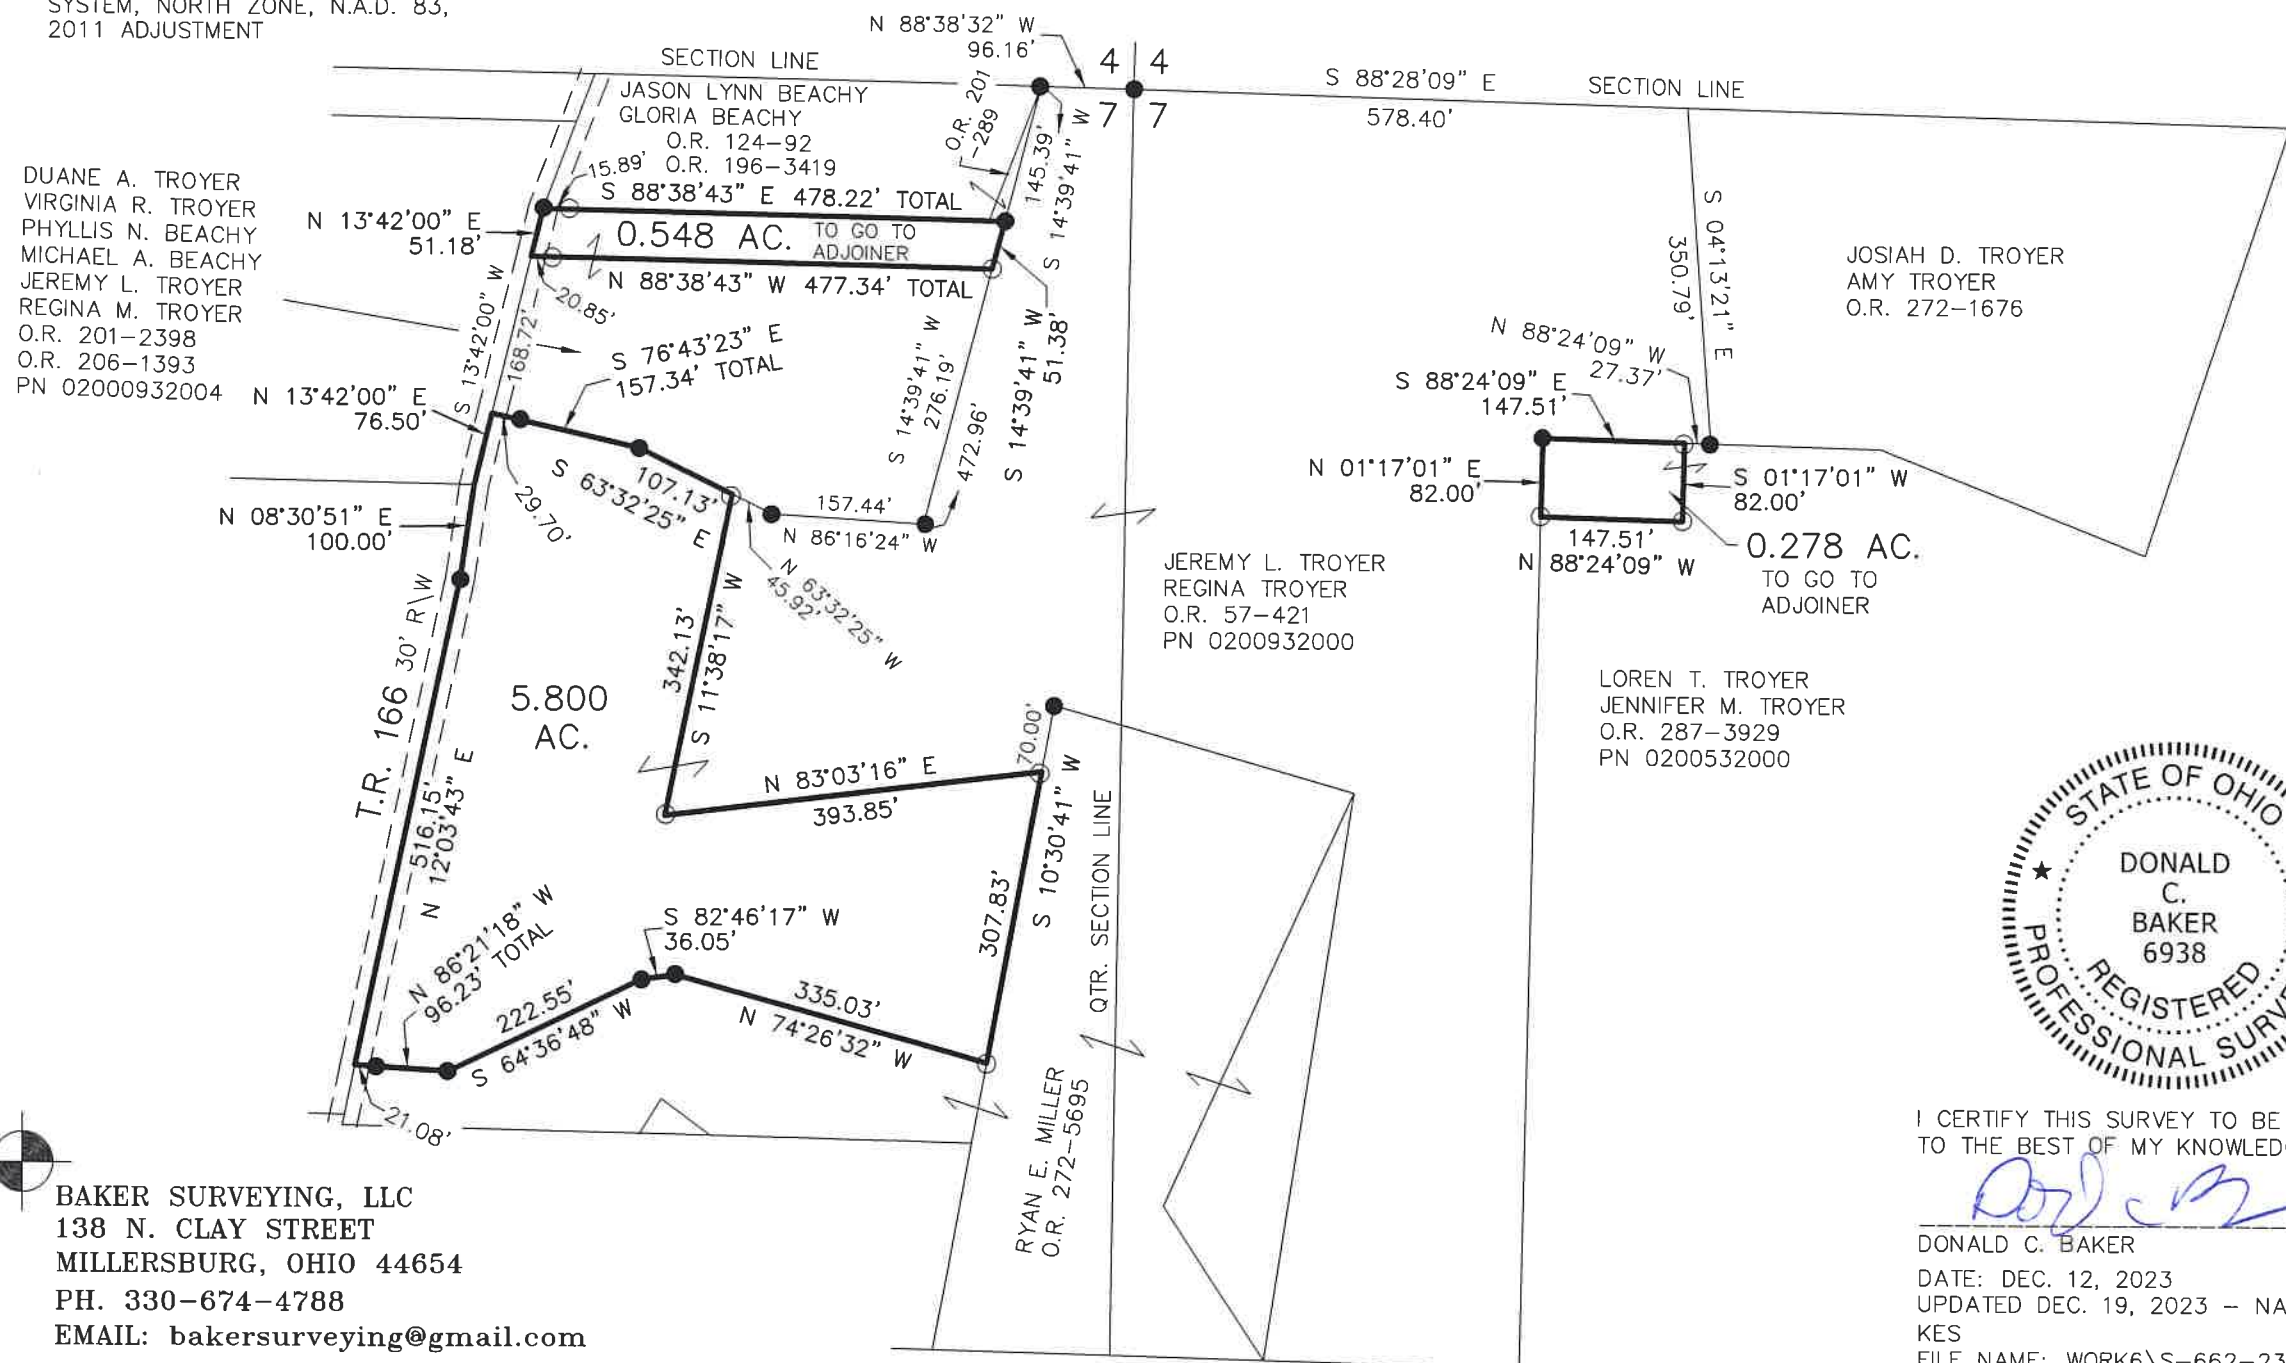 SYSTEM, NORTH ZONE, N.A.D. 83,
2011 ADJUSTMENT
N 88°38'32" W
96.16'
SECTION LINE
4 4
7 7
S 88°28'09" E
578.40'
SECTION LINE
JASON LYNN BEACHY
GLORIA BEACHY
O.R. 124-92
O.R. 196-3419
O.R. 201
-289
145.39'
S 14°39'41" W
15.89'
S 88°38'43" E 478.22' TOTAL
DUANE A. TROYER
VIRGINIA R. TROYER
PHYLLIS N. BEACHY
MICHAEL A. BEACHY
JEREMY L. TROYER
REGINA M. TROYER
O.R. 201-2398
O.R. 206-1393
PN 02000932004
N 13°42'00" E
51.18'
0.548 AC.
TO GO TO
ADJOINER
N 88°38'43" W 477.34' TOTAL
20.85'
S 13°42'00" W
168.72'
S 76°43'23" E
157.34' TOTAL
S 14°39'41" W
276.19'
472.96'
S 14°39'41" W
51.38'
S 04°13'21" E
350.79'
JOSIAH D. TROYER
AMY TROYER
O.R. 272-1676
N 88°24'09" W
27.37'
S 88°24'09" E
147.51'
N 01°17'01" E
82.00'
S 01°17'01" W
82.00'
147.51'
N 88°24'09" W
0.278 AC.
TO GO TO
ADJOINER
N 13°42'00" E
76.50'
N 08°30'51" E
100.00'
29.70'
107.13'
S 63°32'25" E
157.44'
N 86°16'24" W
N 63°32'25" W
45.92'
JEREMY L. TROYER
REGINA TROYER
O.R. 57-421
PN 0200932000
LOREN T. TROYER
JENNIFER M. TROYER
O.R. 287-3929
PN 0200532000
T.R. 166 30' R\W
342.13'
S 11°38'17" W
5.800
AC.
70.00'
N 83°03'16" E
393.85'
516.15'
N 12°03'43" E
307.83'
S 10°30'41" W
QTR. SECTION LINE
N 86°21'18" W
96.23' TOTAL
S 82°46'17" W
36.05'
222.55'
S 64°36'48" W
335.03'
N 74°26'32" W
21.08'
RYAN E. MILLER
O.R. 272-5695
STATE OF OHIO
DONALD
C.
BAKER
6938
REGISTERED
PROFESSIONAL SURVE
I CERTIFY THIS SURVEY TO BE
TO THE BEST OF MY KNOWLED
DONALD C. BAKER
DATE: DEC. 12, 2023
UPDATED DEC. 19, 2023 - NA
KES
FILE NAME: WORK6\S-662-23
BAKER SURVEYING, LLC
138 N. CLAY STREET
MILLERSBURG, OHIO 44654
PH. 330-674-4788
EMAIL: bakersurveying@gmail.com